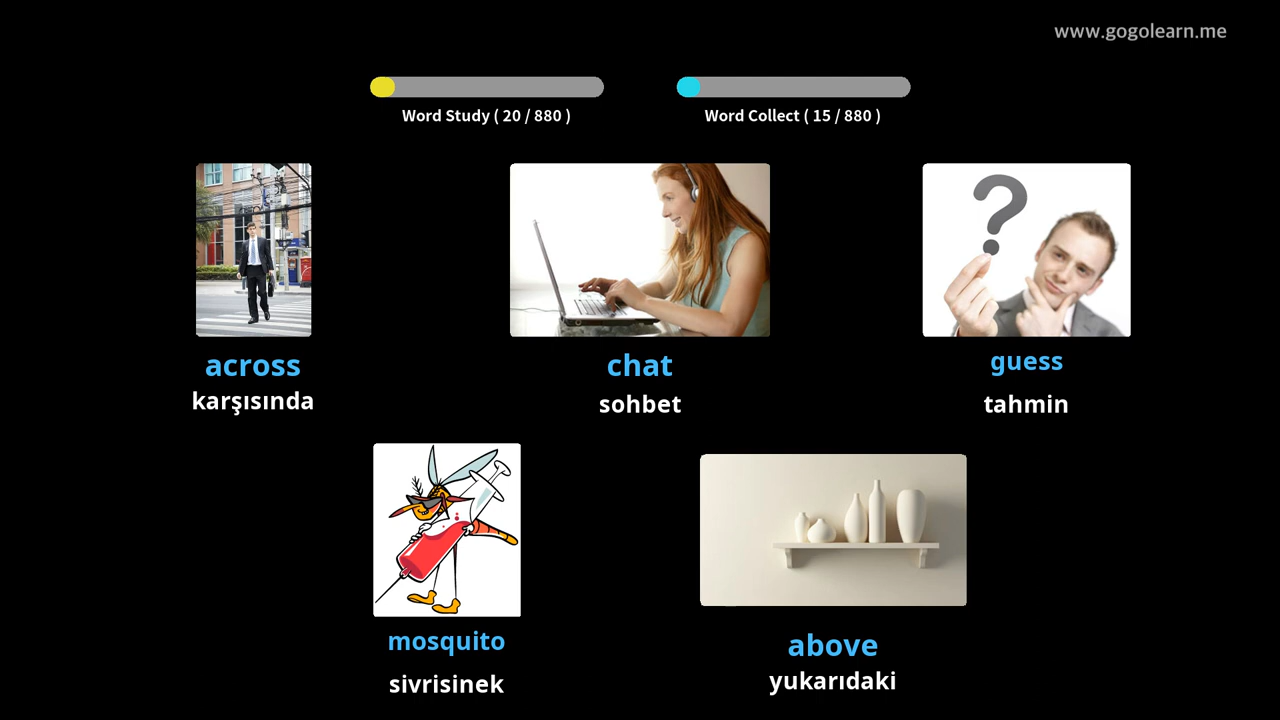 www.gogolearn.me
Word Study ( 20 / 880 )
Word Collect ( 15 / 880 )
across
karşısında
chat
sohbet
guess
tahmin
mosquito
sivrisinek
above
yukarıdaki